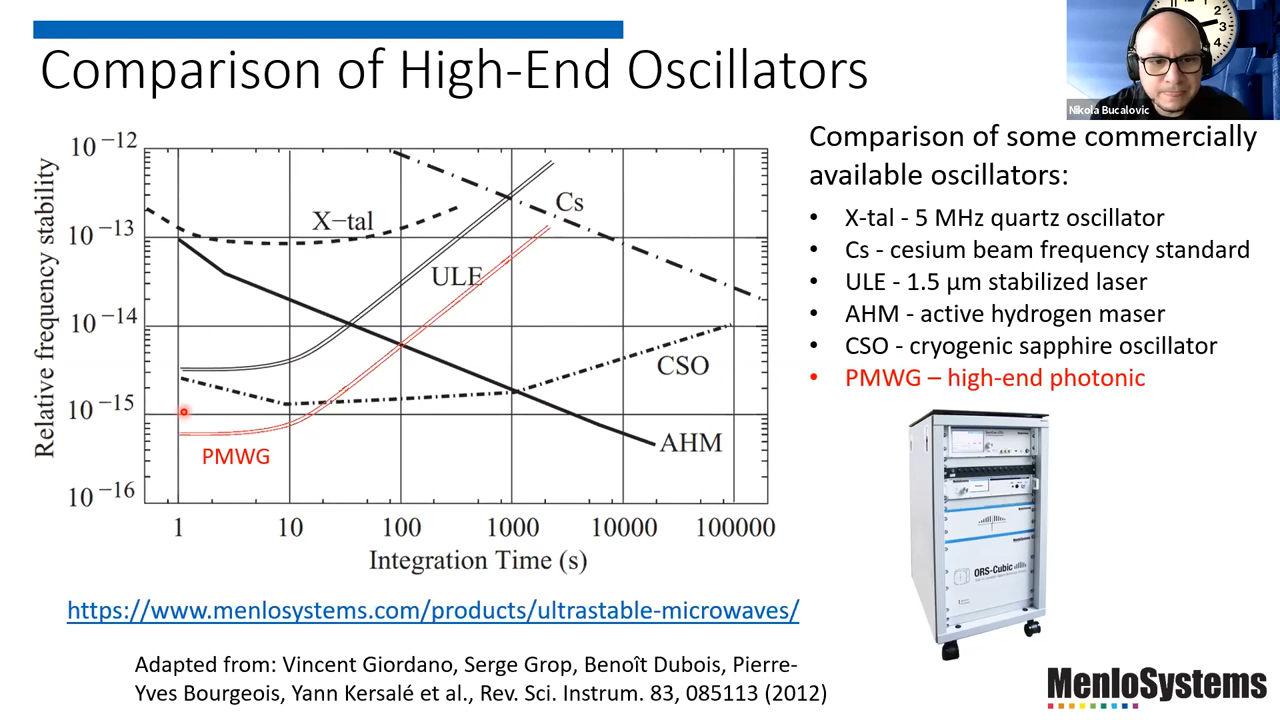 Comparison of High-End Oscillators
Nikola Bucalovic
2
3
4
Relative frequency stability
10⁻¹²
10⁻¹³
10⁻¹⁴
10⁻¹⁵
10⁻¹⁶
X−tal
Cs
ULE
CSO
AHM
PMWG
1 10 100 1000 10000 100000
Integration Time (s)
Comparison of some commercially
available oscillators:
• X-tal - 5 MHz quartz oscillator
• Cs - cesium beam frequency standard
• ULE - 1.5 μm stabilized laser
• AHM - active hydrogen maser
• CSO - cryogenic sapphire oscillator
• PMWG – high-end photonic
ORS-Cubic
https://www.menlosystems.com/products/ultrastable-microwaves/
Adapted from: Vincent Giordano, Serge Grop, Benoît Dubois, Pierre-
Yves Bourgeois, Yann Kersalé et al., Rev. Sci. Instrum. 83, 085113 (2012)
MenloSystems